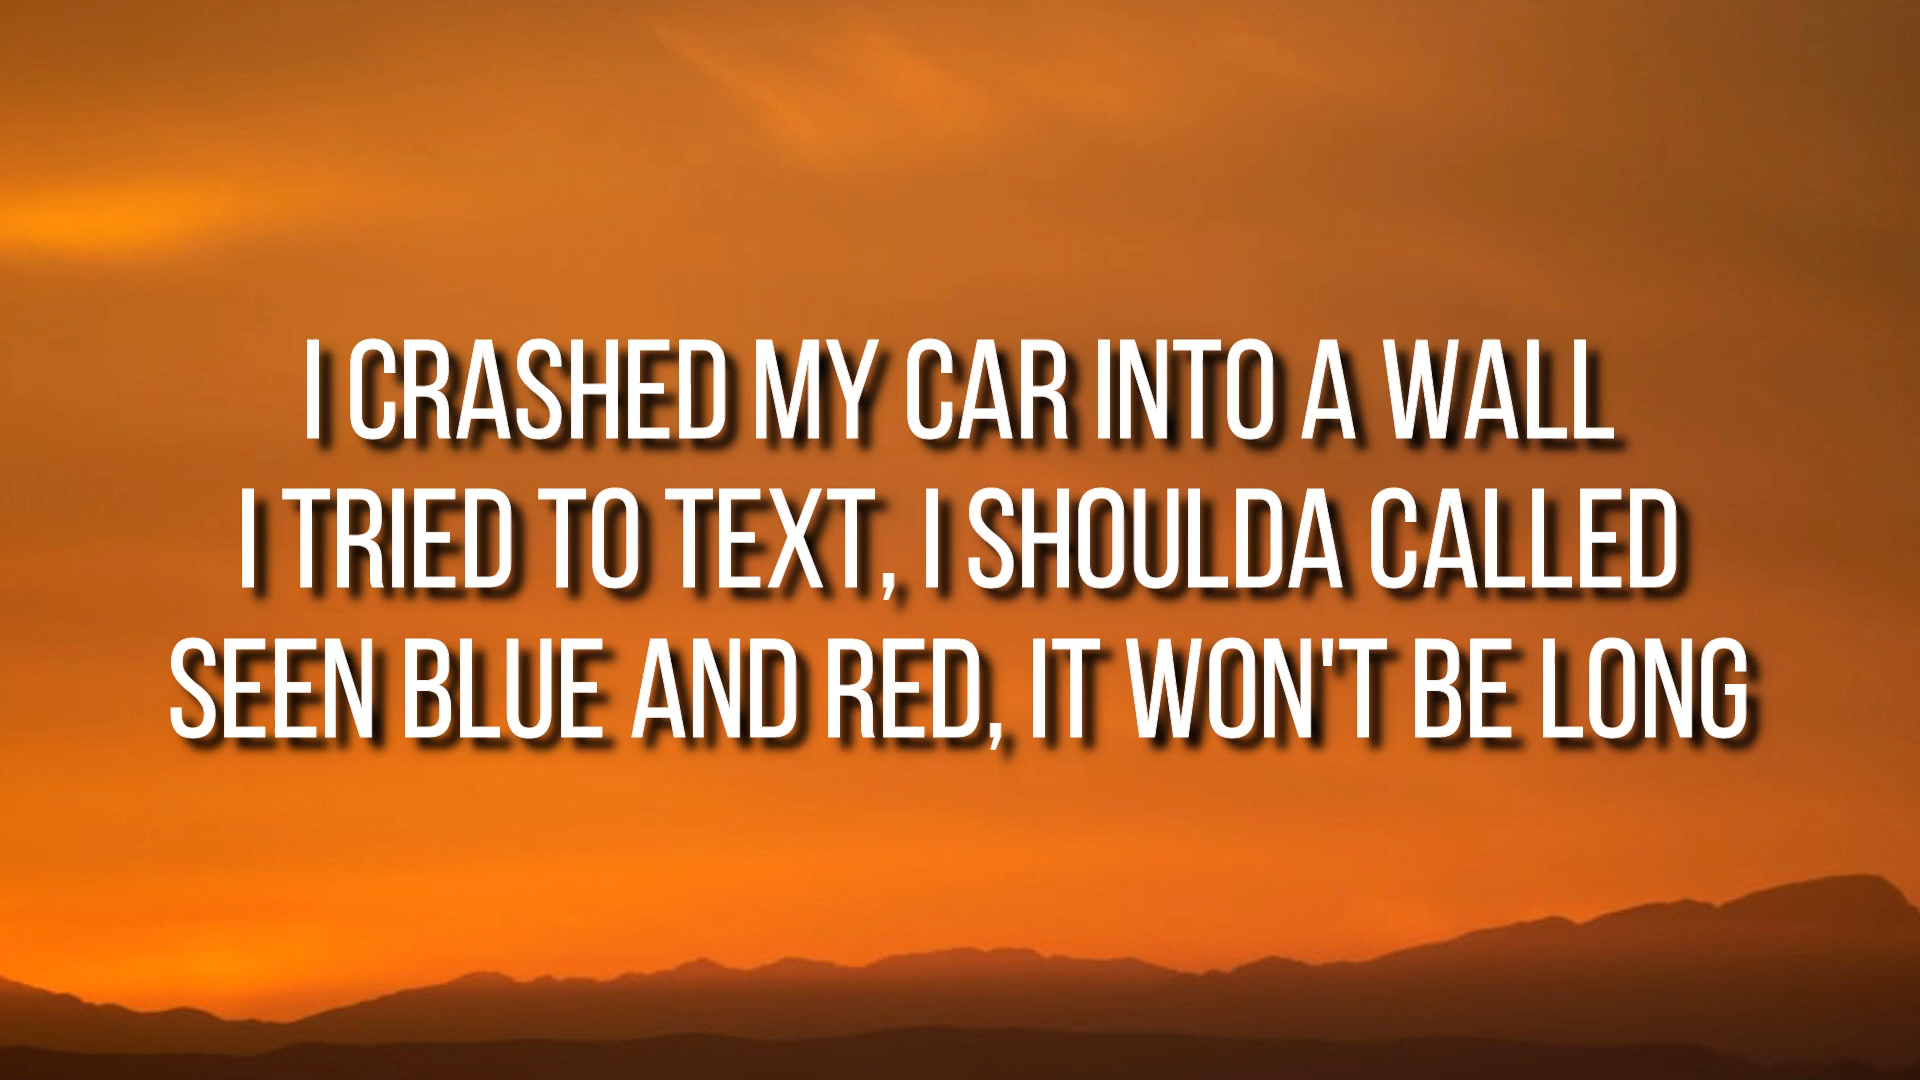 I CRASHED MY CAR INTO A WALL
I TRIED TO TEXT, I SHOULDA CALLED
SEEN BLUE AND RED, IT WON'T BE LONG